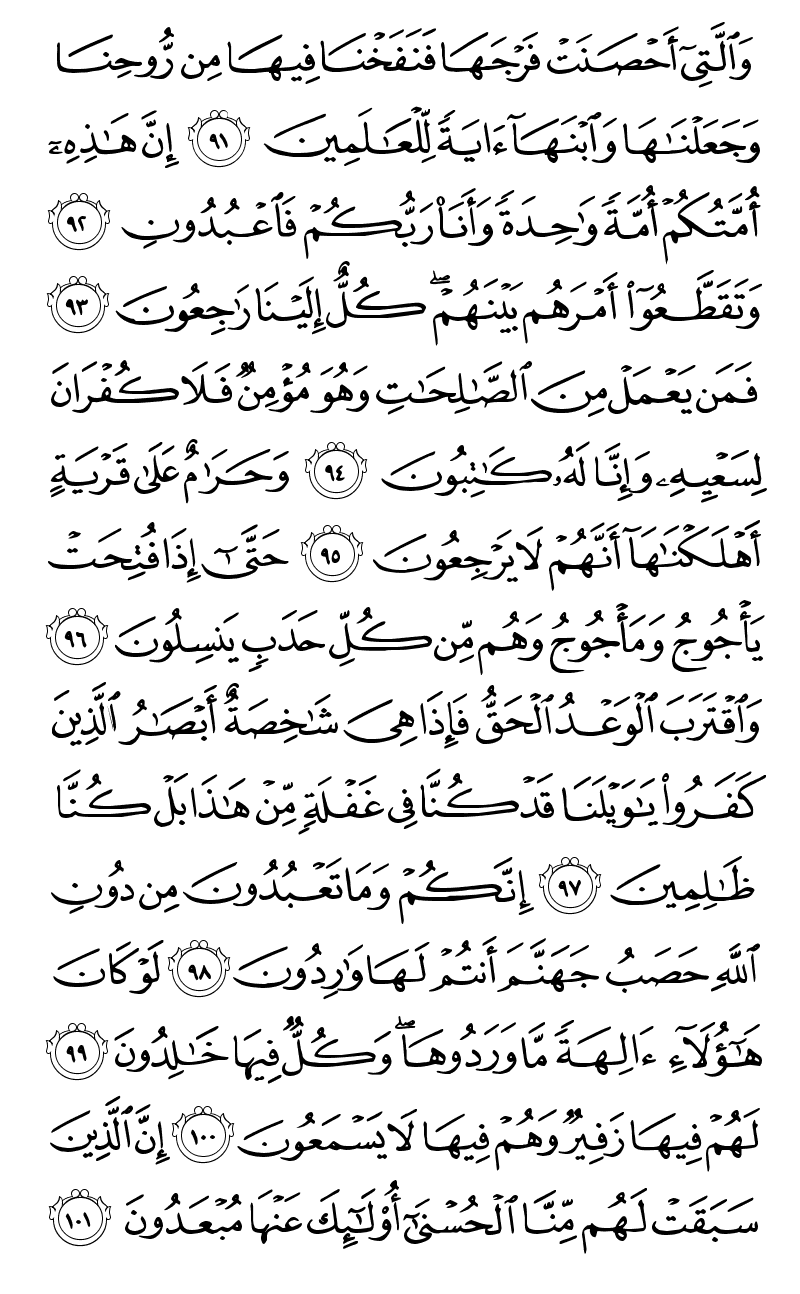 وَٱلَّتِىٓ أَحْصَنَتْ فَرْجَهَا فَنَفَخْنَا فِيهَا مِن رُّوحِنَا
وَجَعَلْنَـٰهَا وَٱبْنَهَآ ءَايَةً لِّلْعَـٰلَمِينَ ٩١ إِنَّ هَـٰذِهِۦٓ
أُمَّتُكُمْ أُمَّةً وَٰحِدَةً وَأَنَا۠ رَبُّكُمْ فَٱعْبُدُونِ ٩٢
وَتَقَطَّعُوٓا۟ أَمْرَهُم بَيْنَهُمْ ۖ كُلٌّ إِلَيْنَا رَٰجِعُونَ ٩٣
فَمَن يَعْمَلْ مِنَ ٱلصَّـٰلِحَـٰتِ وَهُوَ مُؤْمِنٌ فَلَا كُفْرَانَ
لِسَعْيِهِۦ وَإِنَّا لَهُۥ كَـٰتِبُونَ ٩٤ وَحَرَٰمٌ عَلَىٰ قَرْيَةٍ
أَهْلَكْنَـٰهَآ أَنَّهُمْ لَا يَرْجِعُونَ ٩٥ حَتَّىٰٓ إِذَا فُتِحَتْ
يَأْجُوجُ وَمَأْجُوجُ وَهُم مِّن كُلِّ حَدَبٍ يَنسِلُونَ ٩٦
وَٱقْتَرَبَ ٱلْوَعْدُ ٱلْحَقُّ فَإِذَا هِىَ شَـٰخِصَةٌ أَبْصَـٰرُ ٱلَّذِينَ
كَفَرُوا۟ يَـٰوَيْلَنَا قَدْ كُنَّا فِى غَفْلَةٍ مِّنْ هَـٰذَا بَلْ كُنَّا
ظَـٰلِمِينَ ٩٧ إِنَّكُمْ وَمَا تَعْبُدُونَ مِن دُونِ
ٱللَّهِ حَصَبُ جَهَنَّمَ أَنتُمْ لَهَا وَٰرِدُونَ ٩٨ لَوْ كَانَ
هَـٰٓؤُلَآءِ ءَالِهَةً مَّا وَرَدُوهَا ۖ وَكُلٌّ فِيهَا خَـٰلِدُونَ ٩٩
لَهُمْ فِيهَا زَفِيرٌ وَهُمْ فِيهَا لَا يَسْمَعُونَ ١٠٠ إِنَّ ٱلَّذِينَ
سَبَقَتْ لَهُم مِّنَّا ٱلْحُسْنَىٰٓ أُو۟لَـٰٓئِكَ عَنْهَا مُبْعَدُونَ ١٠١